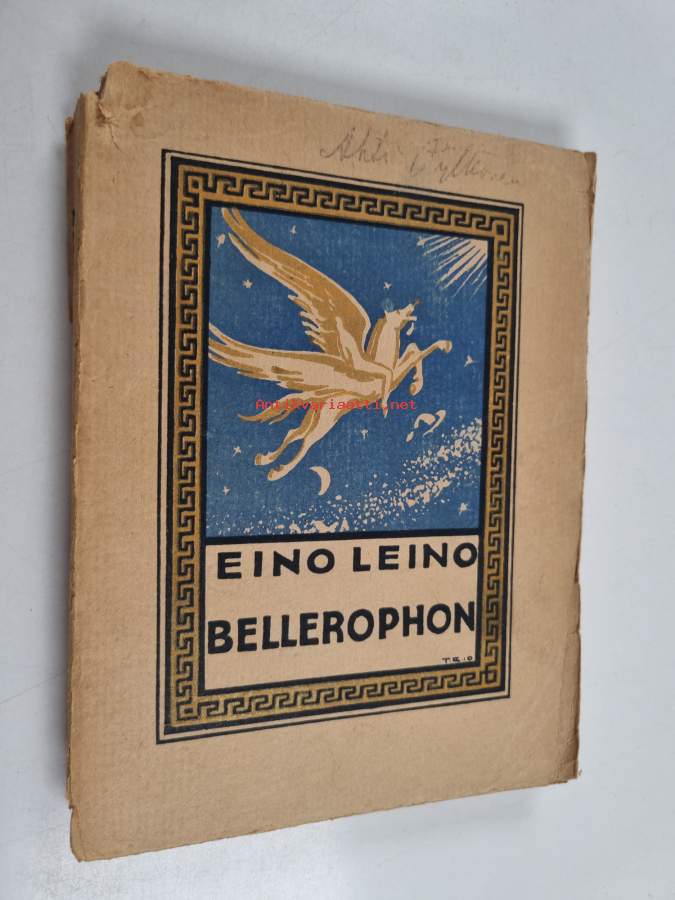 Antikvariaatti.net
EINO LEINO
BELLEROPHON